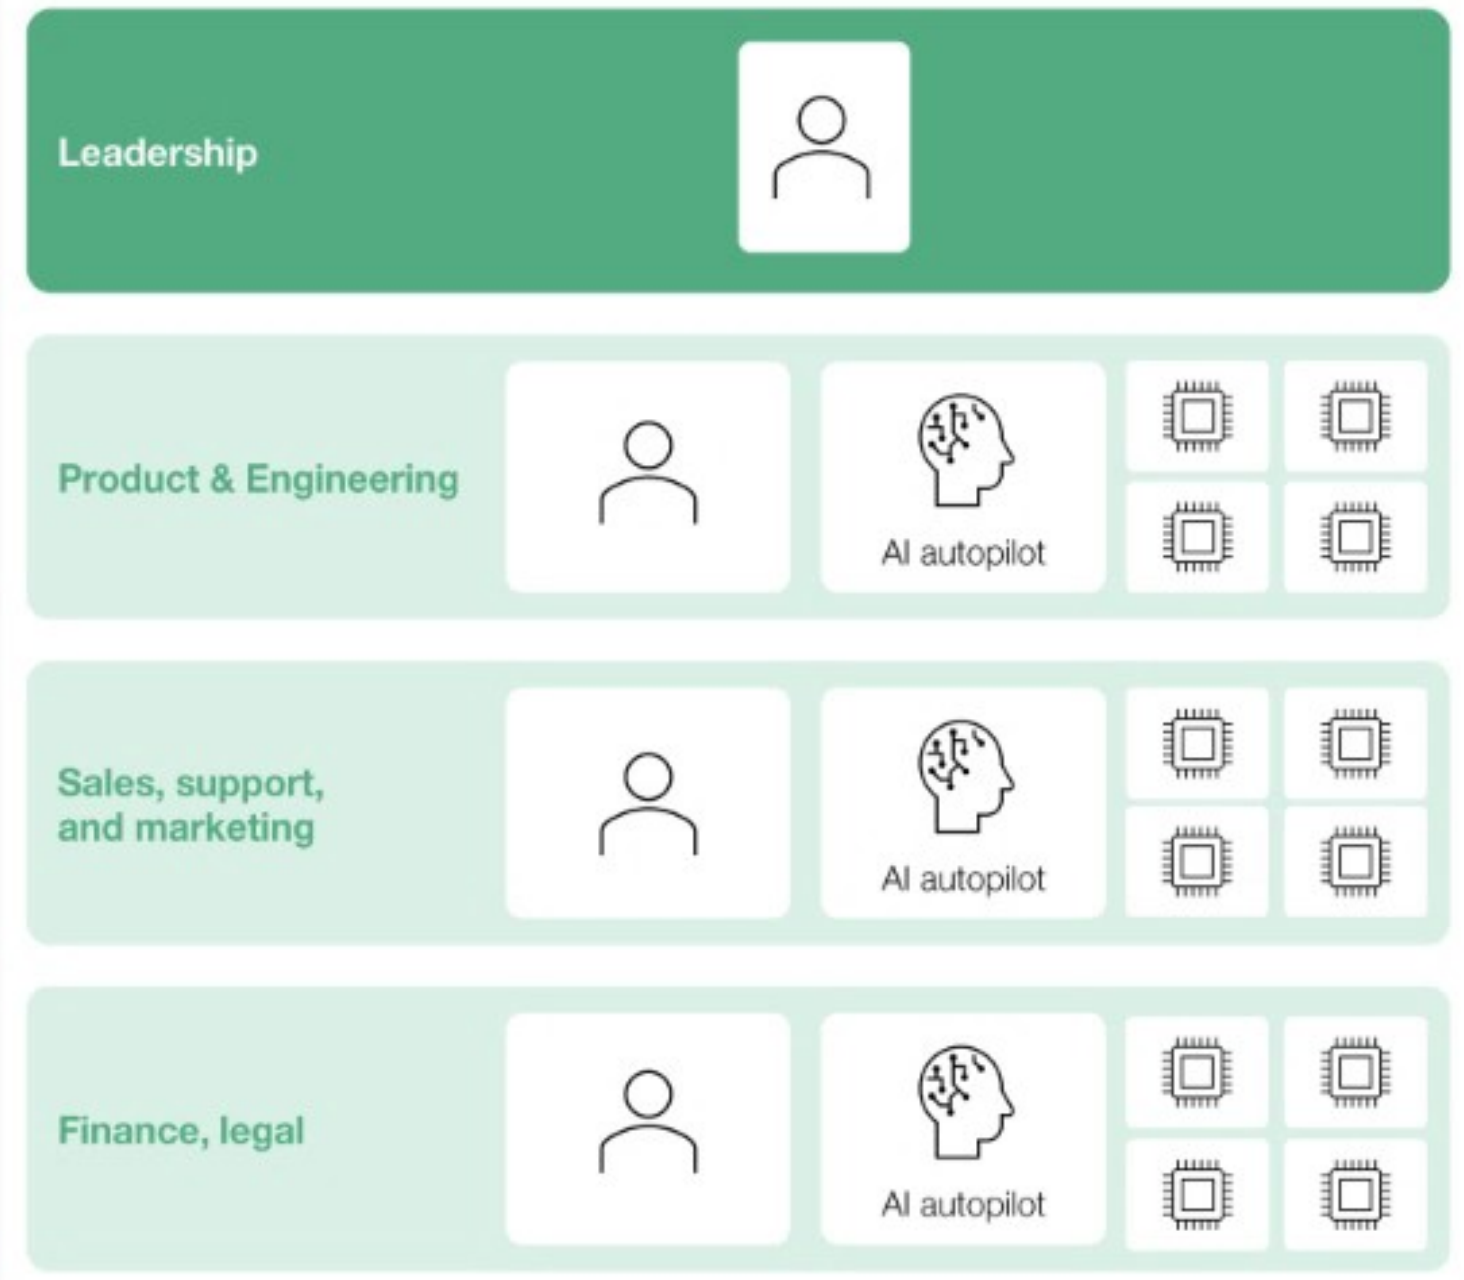 Leadership
Product & Engineering
AI autopilot
Sales, support,
and marketing
AI autopilot
Finance, legal
AI autopilot